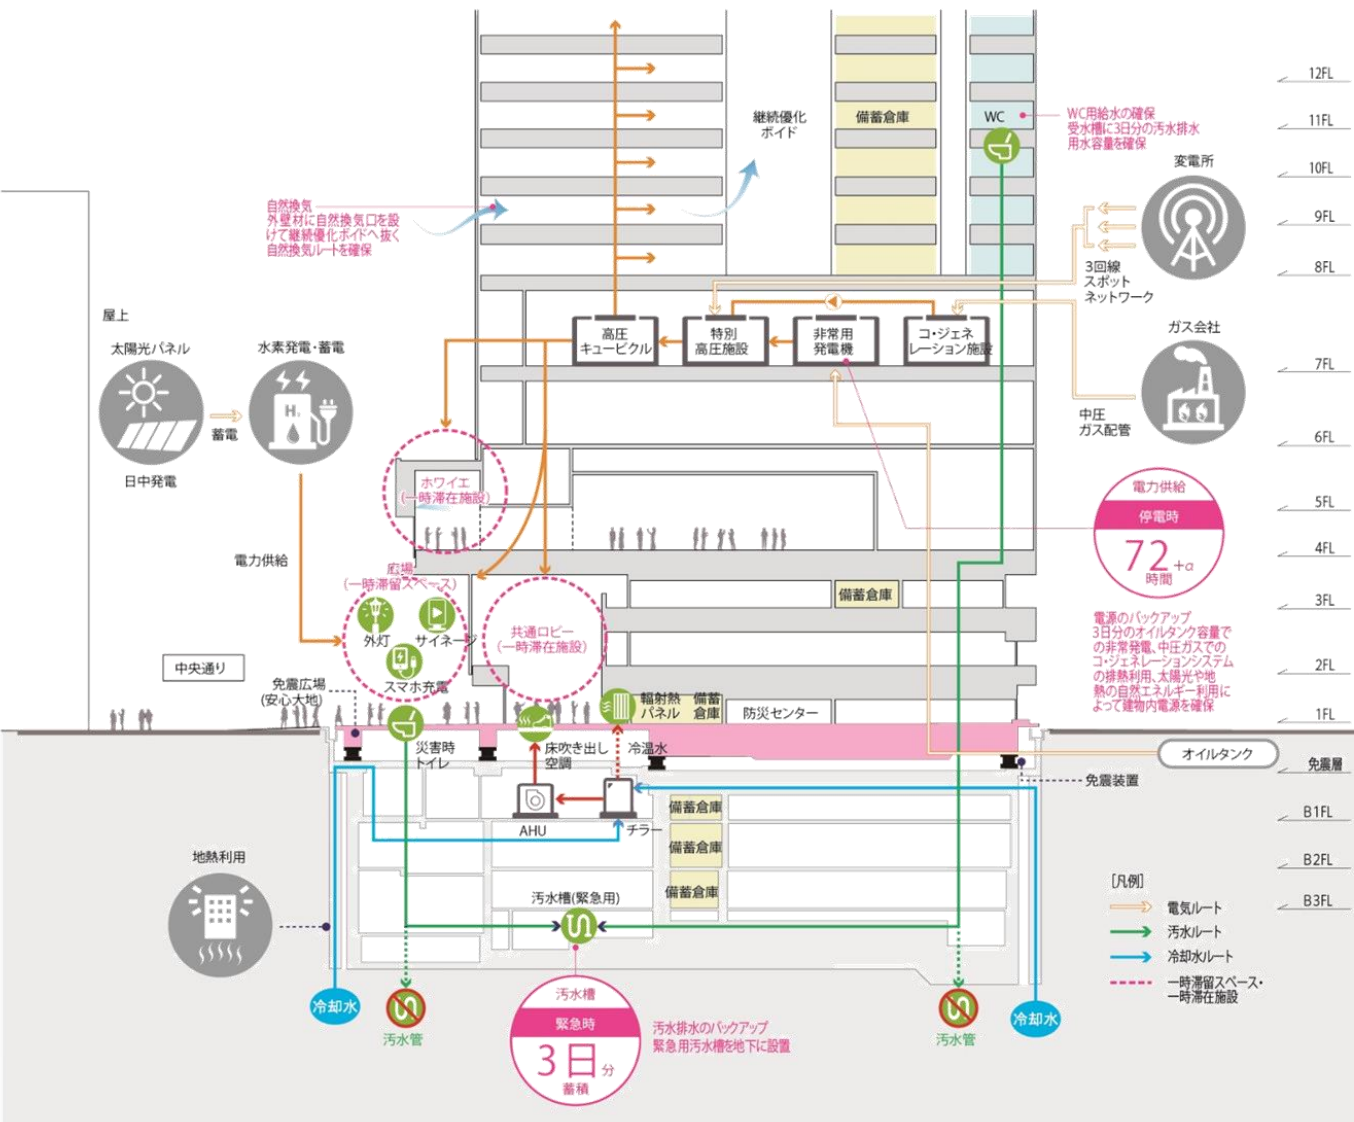 12FL
継続優化
ボイド
備蓄倉庫
WC
WC用給水の確保
受水槽に3日分の汚水排水
用水容量を確保
11FL
変電所
10FL
自然換気
外壁材に自然換気口を設
けて継続優化ボイドへ抜く
自然換気ルートを確保
9FL
3回線
スポット
ネットワーク
8FL
屋上
太陽光パネル
水素発電・蓄電
高圧
キュービクル
特別
高圧施設
非常用
発電機
コ・ジェネ
レーション施設
ガス会社
7FL
H₂
蓄電
中圧
ガス配管
6FL
日中発電
ホワイエ
(一時滞在施設)
電力供給
停電時
72+α
時間
5FL
4FL
電力供給
広場
(一時滞留スペース)
備蓄倉庫
3FL
外灯
サイネージ
共通ロビー
(一時滞在施設)
電源のバックアップ
3日分のオイルタンク容量で
の非常発電、中圧ガスでの
コ・ジェネレーションシステム
の排熱利用、太陽光や地
熱の自然エネルギー利用に
よって建物内電源を確保
2FL
中央通り
スマホ充電
免震広場
(安心大地)
輻射熱
パネル
備蓄
倉庫
防災センター
1FL
災害時
トイレ
床吹き出し
空調
冷温水
オイルタンク
免震層
免震装置
備蓄倉庫
B1FL
AHU
チラー
備蓄倉庫
地熱利用
B2FL
備蓄倉庫
汚水槽(緊急用)
[凡例]
電気ルート
B3FL
汚水ルート
冷却水ルート
一時滞留スペース・
一時滞在施設
冷却水
汚水管
汚水槽
緊急時
3日分
蓄積
汚水排水のバックアップ
緊急用汚水槽を地下に設置
汚水管
冷却水